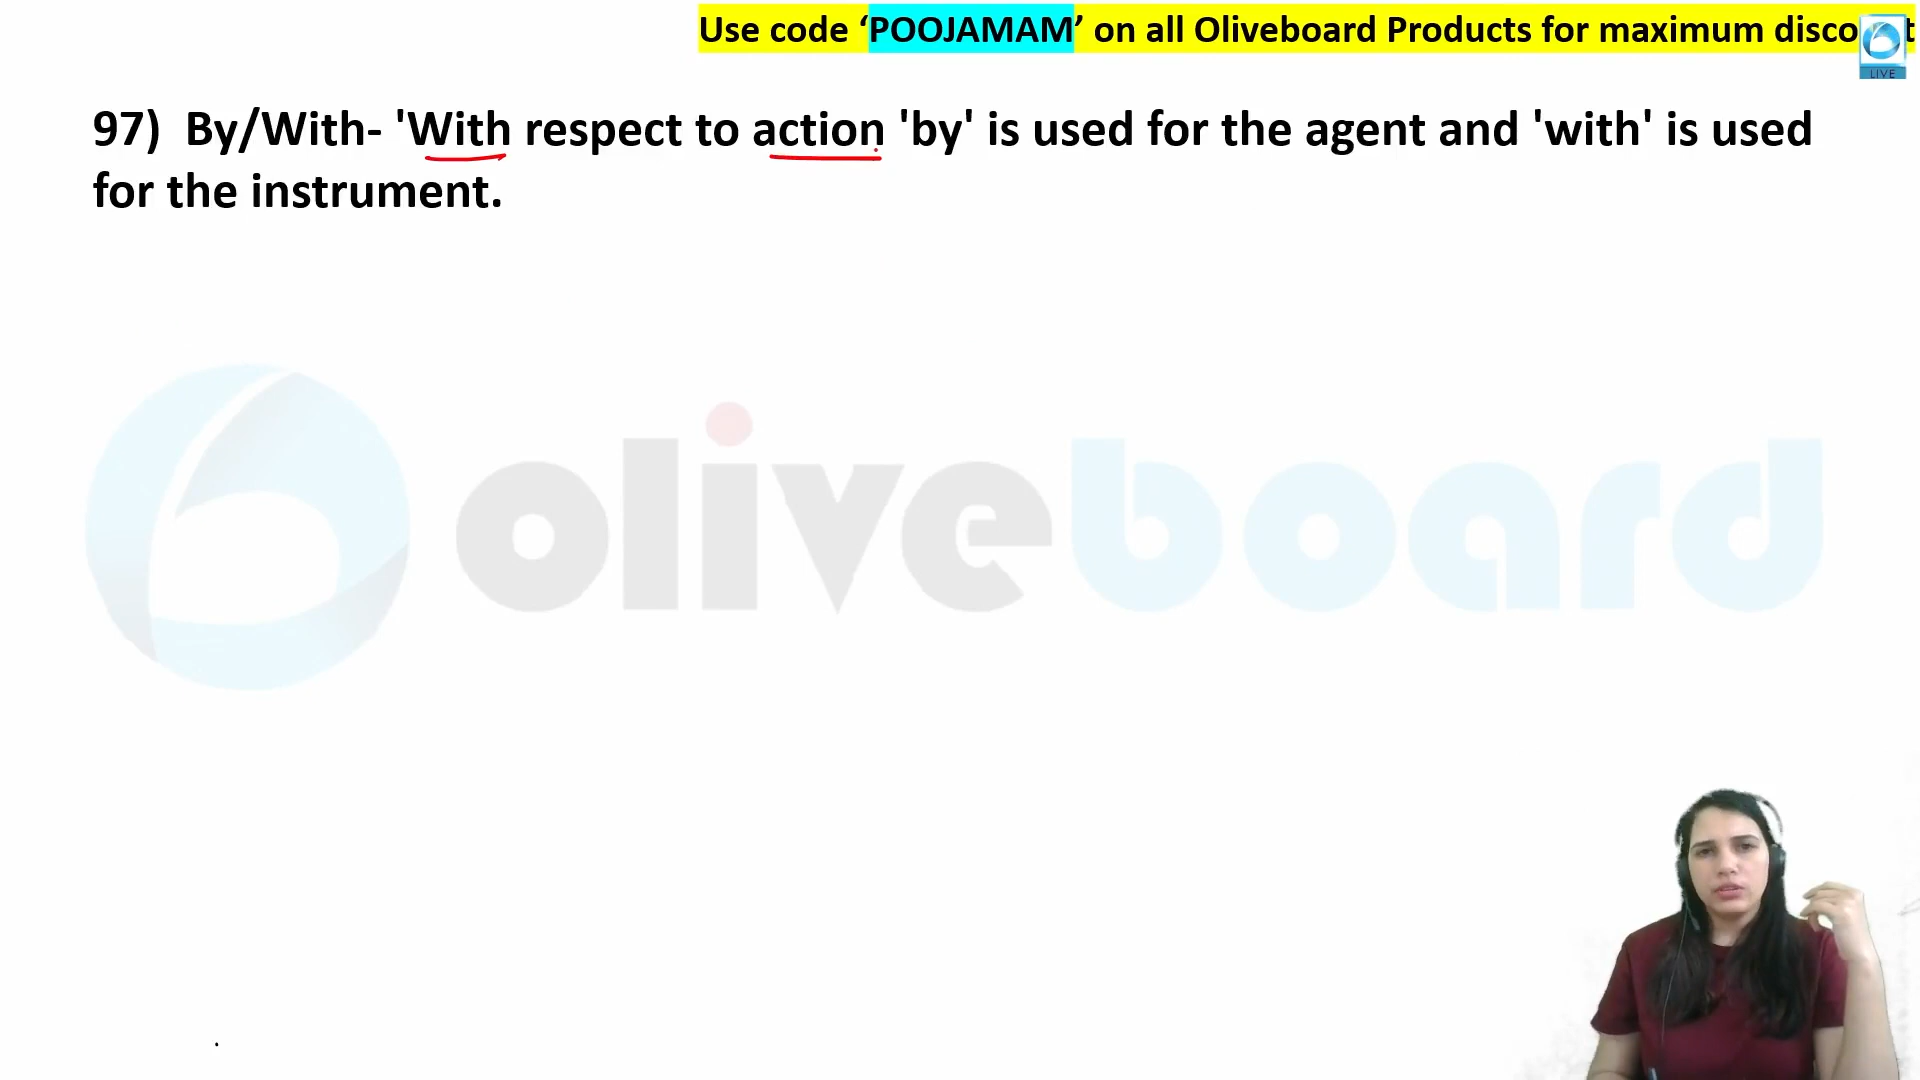 Use code ‘POOJAMAM’ on all Oliveboard Products for maximum disco t
LIVE
97) By/With- 'With respect to action 'by' is used for the agent and 'with' is used
for the instrument.
oliveboard